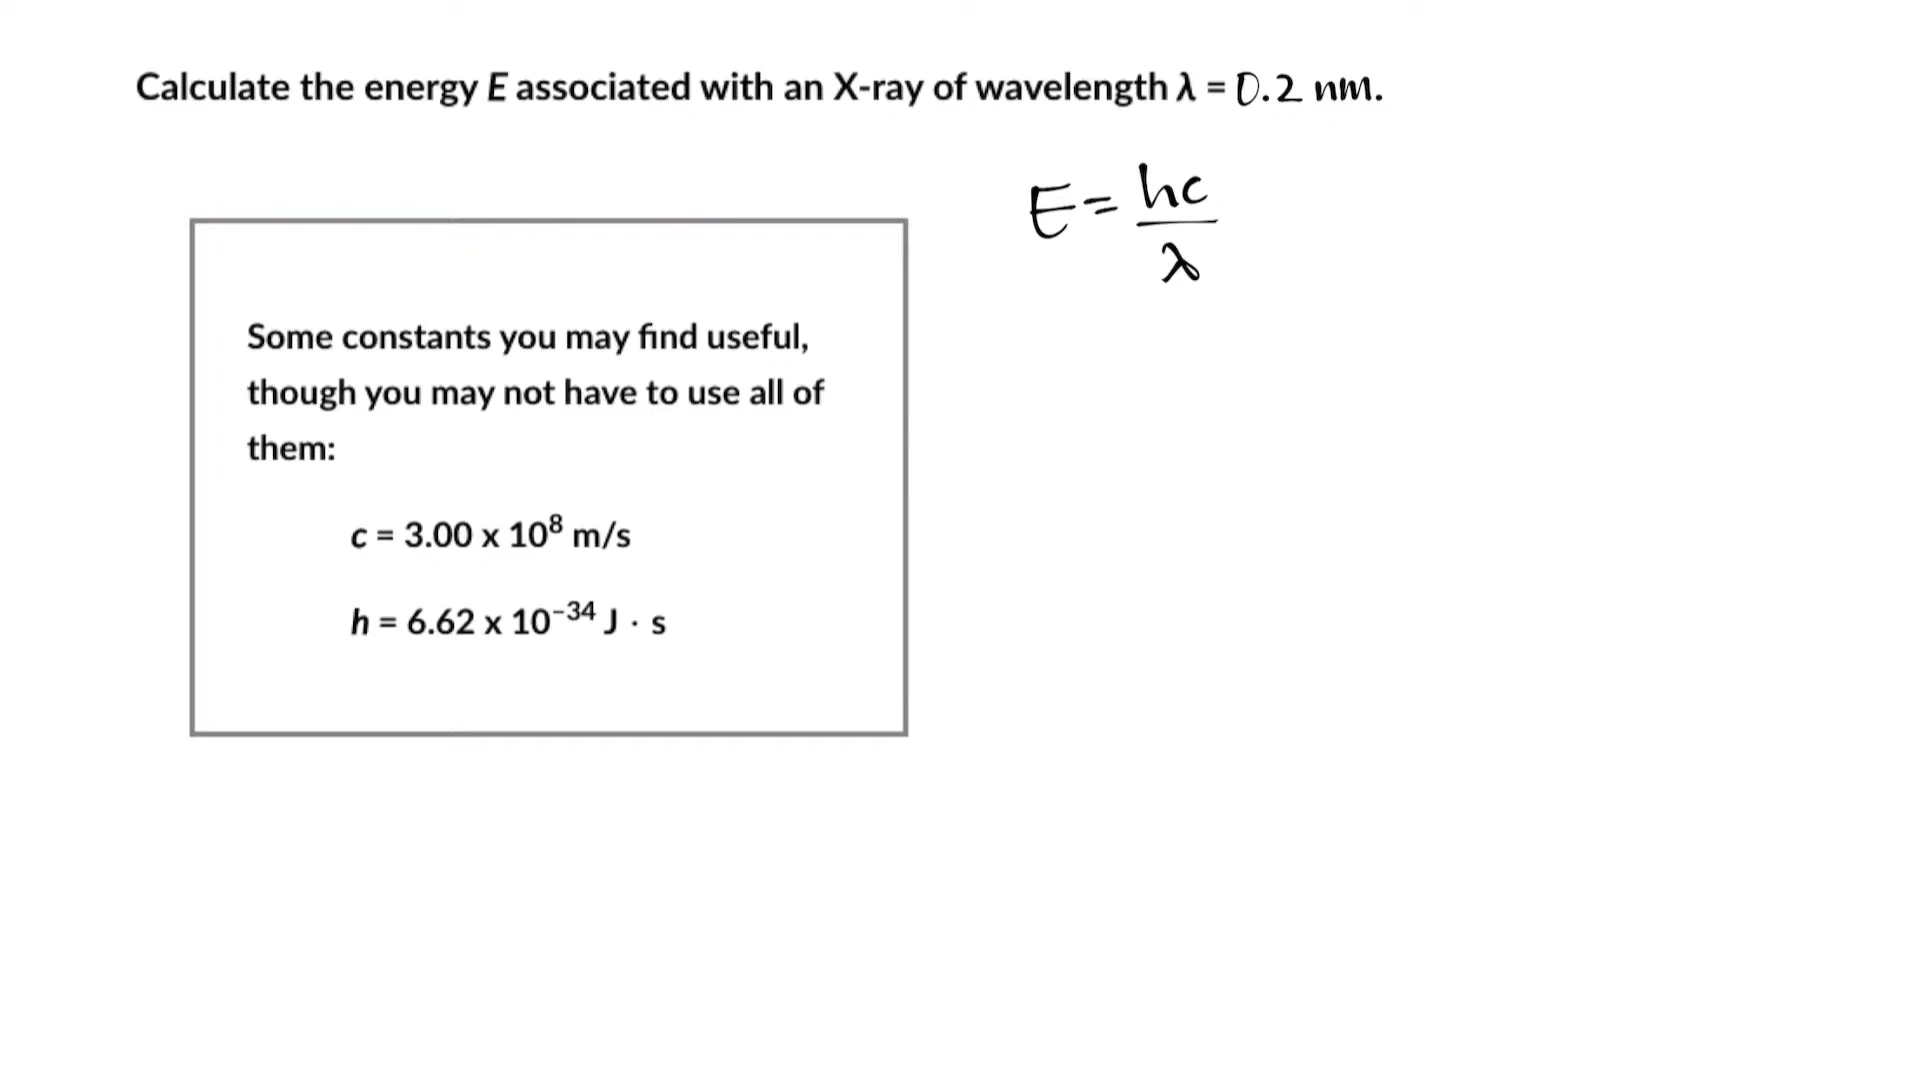 Calculate the energy E associated with an X-ray of wavelength λ = 0.2 nm.
E = hc/λ
Some constants you may find useful,
though you may not have to use all of
them:
c = 3.00 x 10⁸ m/s
h = 6.62 x 10⁻³⁴ J · s